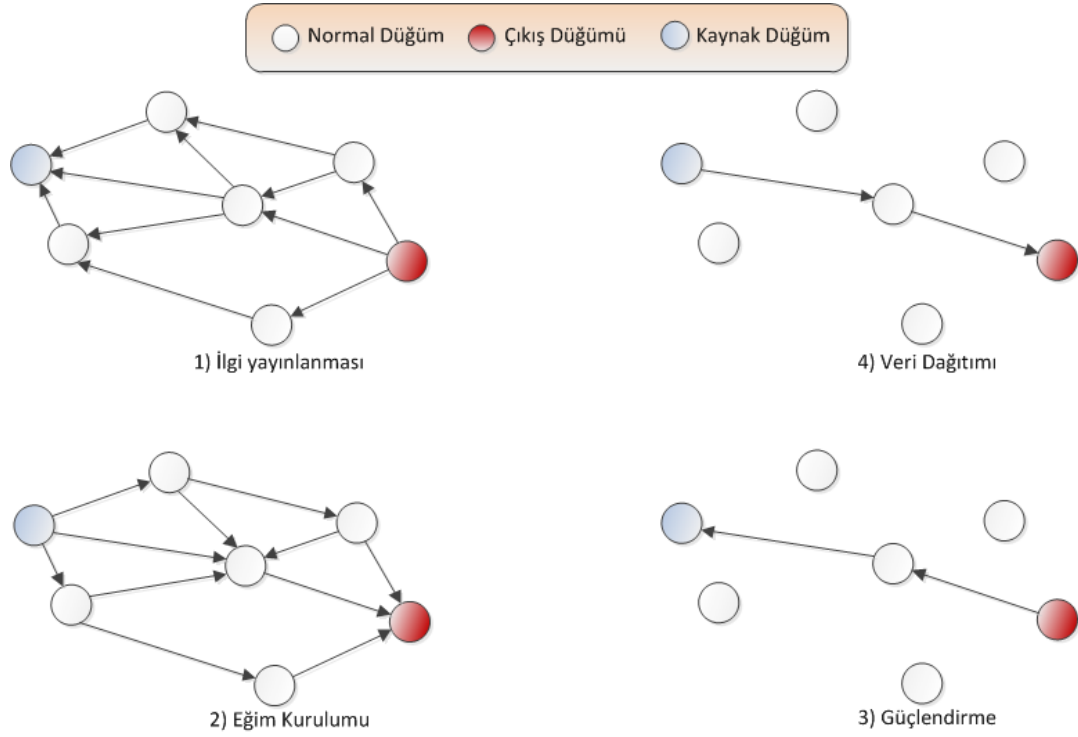 Normal Düğüm
Çıkış Düğümü
Kaynak Düğüm
1) İlgi yayınlanması
4) Veri Dağıtımı
2) Eğim Kurulumu
3) Güçlendirme